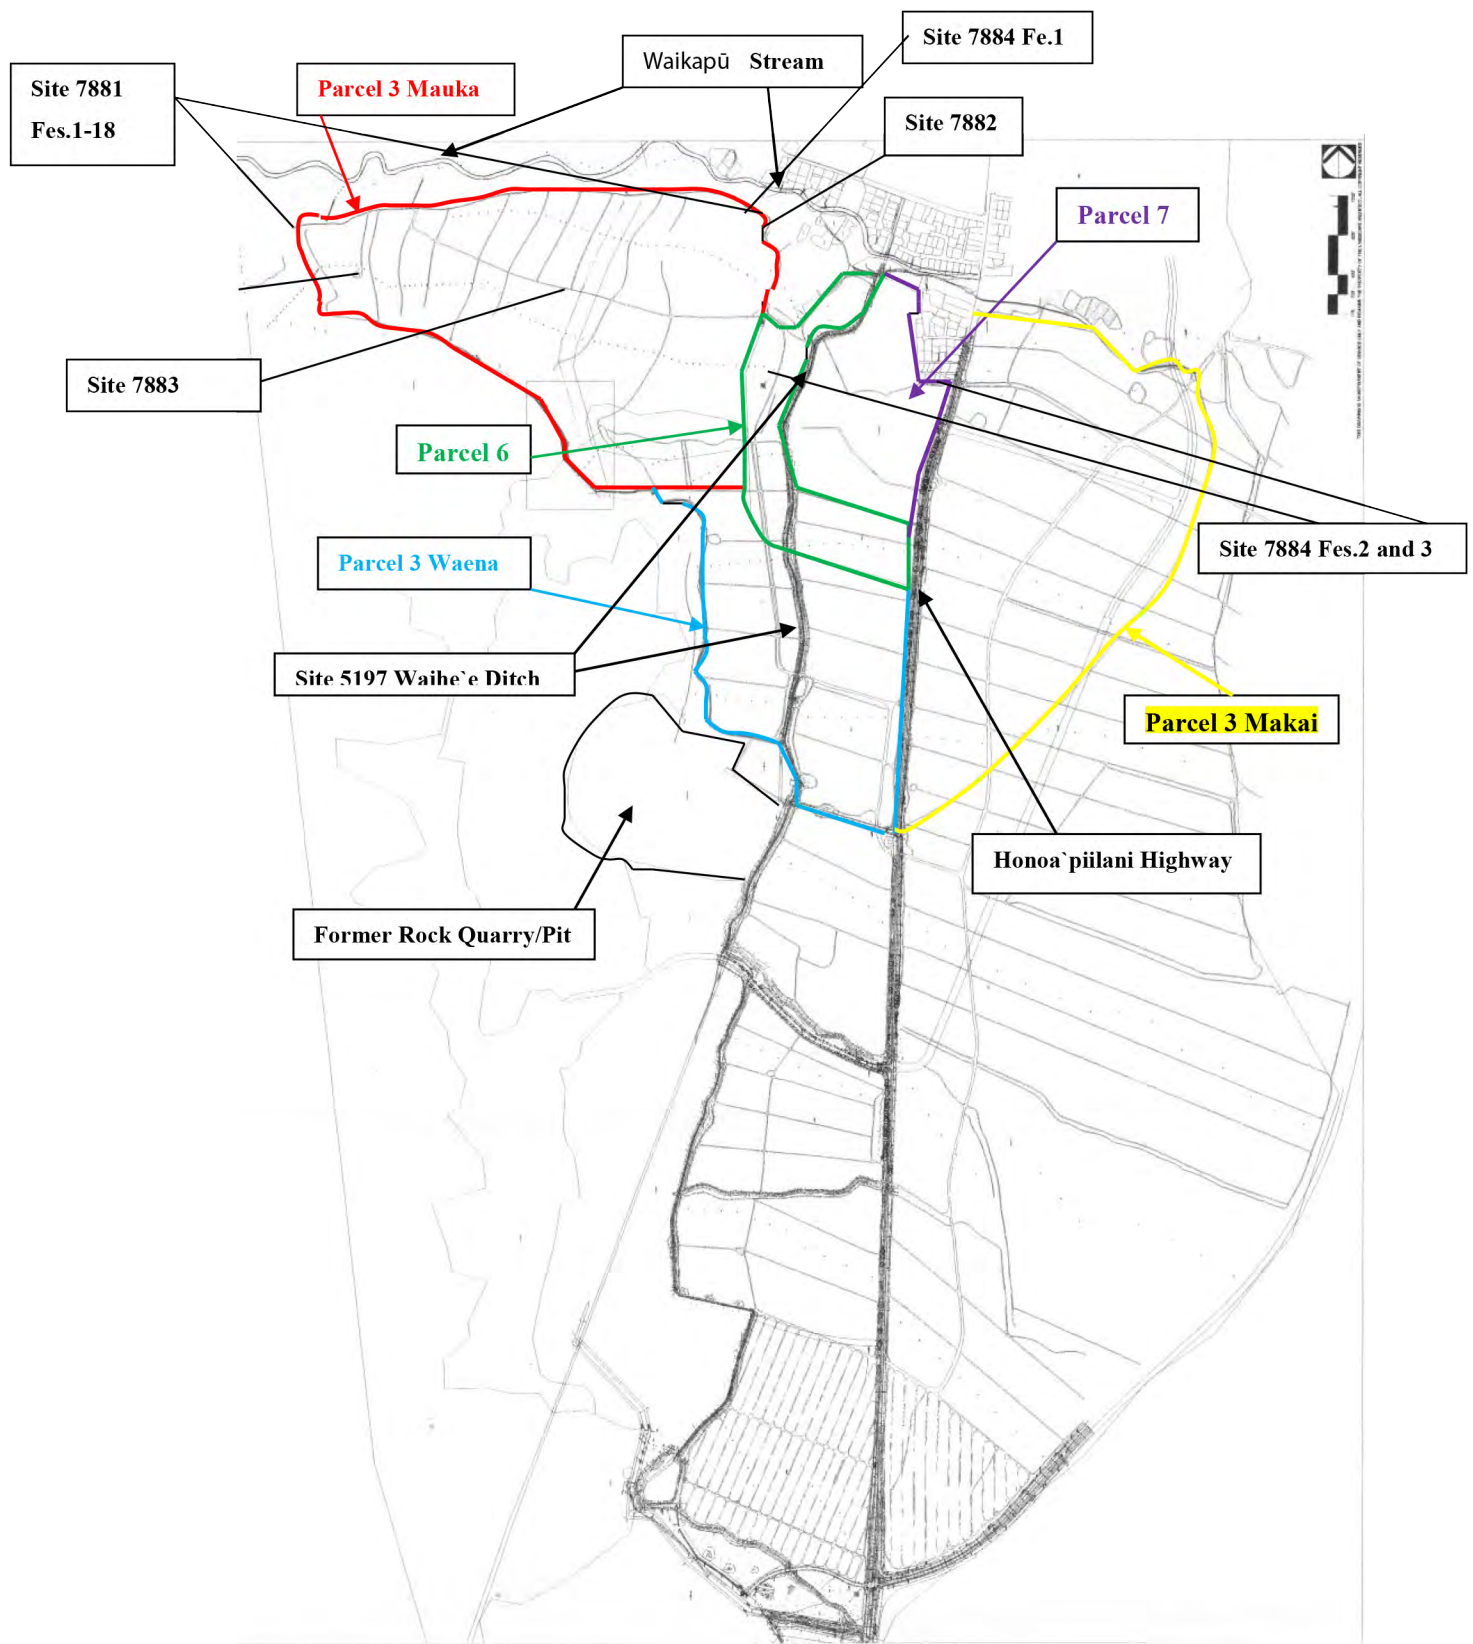 Site 7884 Fe.1
Waikapū Stream
Site 7881
Fes.1-18
Parcel 3 Mauka
Site 7882
Parcel 7
Site 7883
Parcel 6
Site 7884 Fes.2 and 3
Parcel 3 Waena
Site 5197 Waihe`e Ditch
Parcel 3 Makai
Honoa`piilani Highway
Former Rock Quarry/Pit